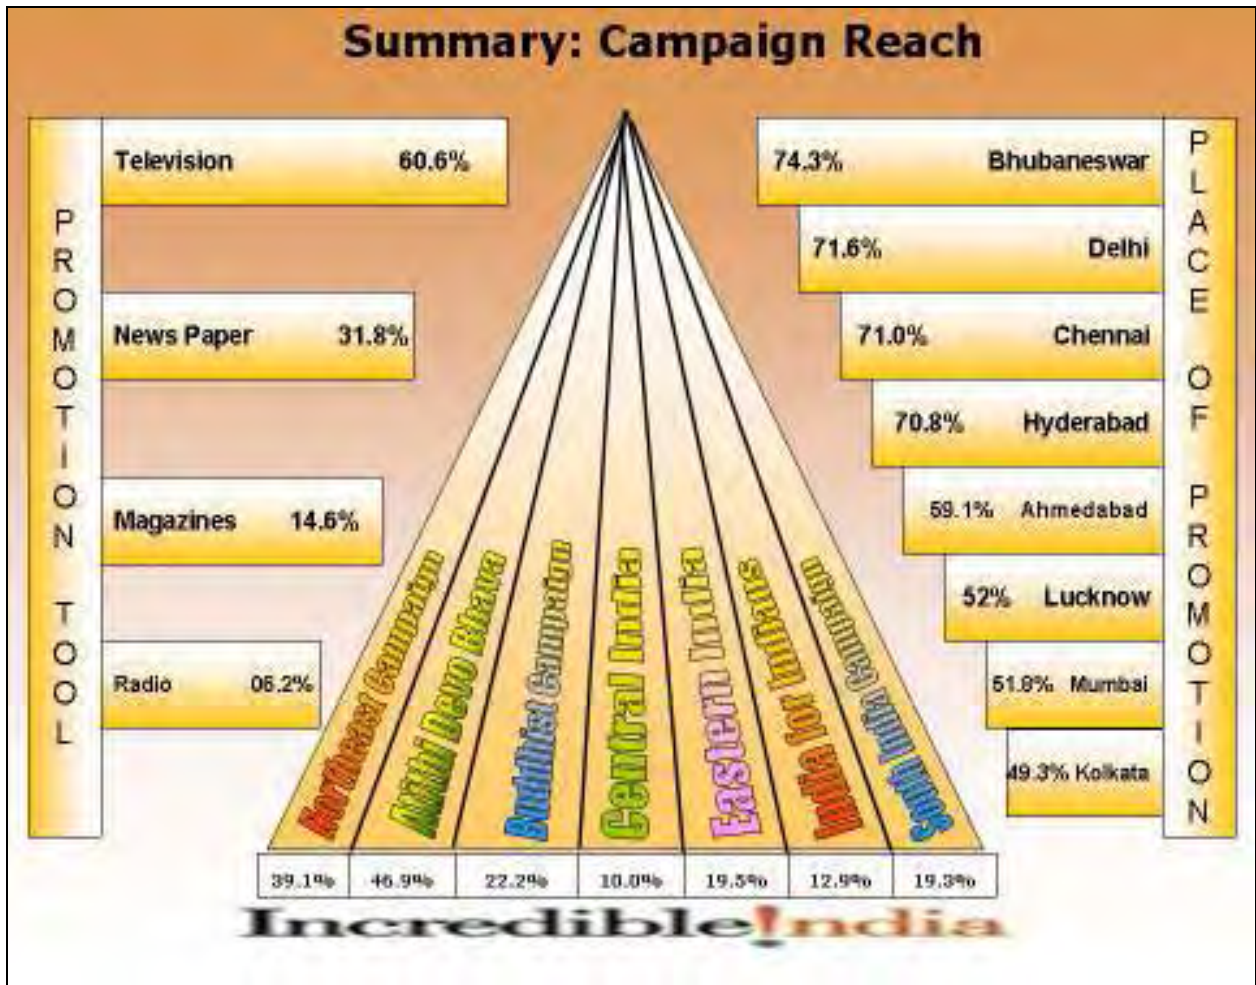 Summary: Campaign Reach
PROMOTION TOOL
Television 60.6%
News Paper 31.8%
Magazines 14.6%
Radio 06.2%
Northeast Campaign
Atithi Devo Bhava
Buddhist Campaign
Central India
Eastern India
India for Indians
South India Campaign
39.1% 46.9% 22.2% 10.0% 19.5% 12.9% 19.3%
74.3% Bhubaneswar
71.6% Delhi
71.0% Chennai
70.8% Hyderabad
59.1% Ahmedabad
52% Lucknow
51.8% Mumbai
49.3% Kolkata
PLACE OF PROMOTION
Incredible!ndia